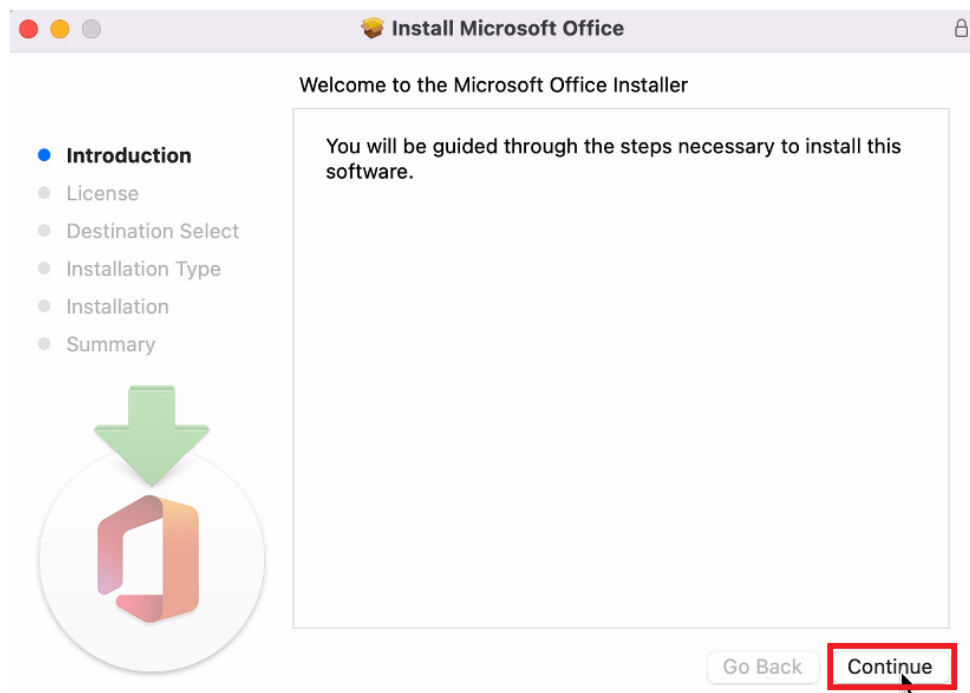 Install Microsoft Office
Welcome to the Microsoft Office Installer
Introduction
License
Destination Select
Installation Type
Installation
Summary
You will be guided through the steps necessary to install this
software.
Go Back
Continue